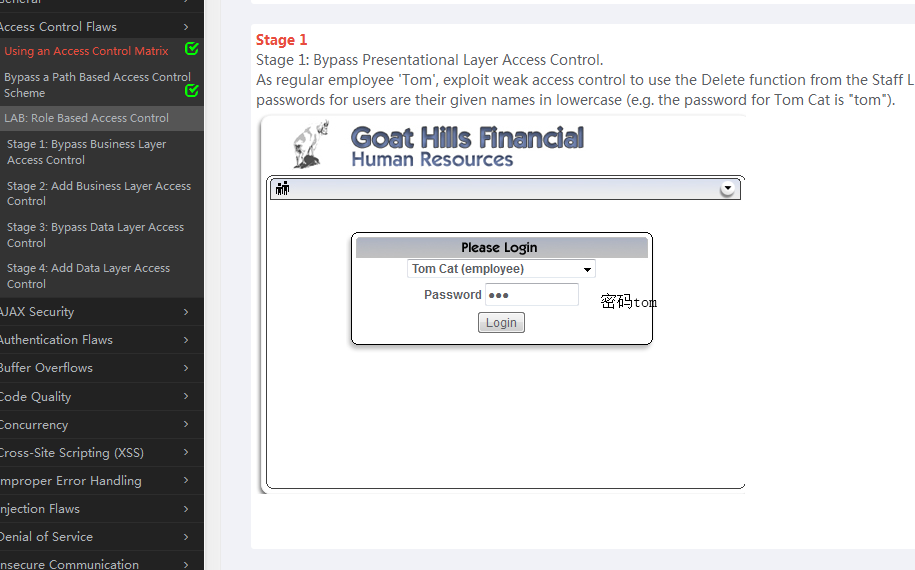 General
Access Control Flaws
Using an Access Control Matrix
Bypass a Path Based Access Control
Scheme
LAB: Role Based Access Control
Stage 1: Bypass Business Layer
Access Control
Stage 2: Add Business Layer Access
Control
Stage 3: Bypass Data Layer Access
Control
Stage 4: Add Data Layer Access
Control
AJAX Security
Authentication Flaws
Buffer Overflows
Code Quality
Concurrency
Cross-Site Scripting (XSS)
Improper Error Handling
Injection Flaws
Denial of Service
Insecure Communication
Stage 1
Stage 1: Bypass Presentational Layer Access Control.
As regular employee 'Tom', exploit weak access control to use the Delete function from the Staff L
passwords for users are their given names in lowercase (e.g. the password for Tom Cat is "tom").
Goat Hills Financial
Human Resources
Please Login
Tom Cat (employee)
Password
密码tom
Login